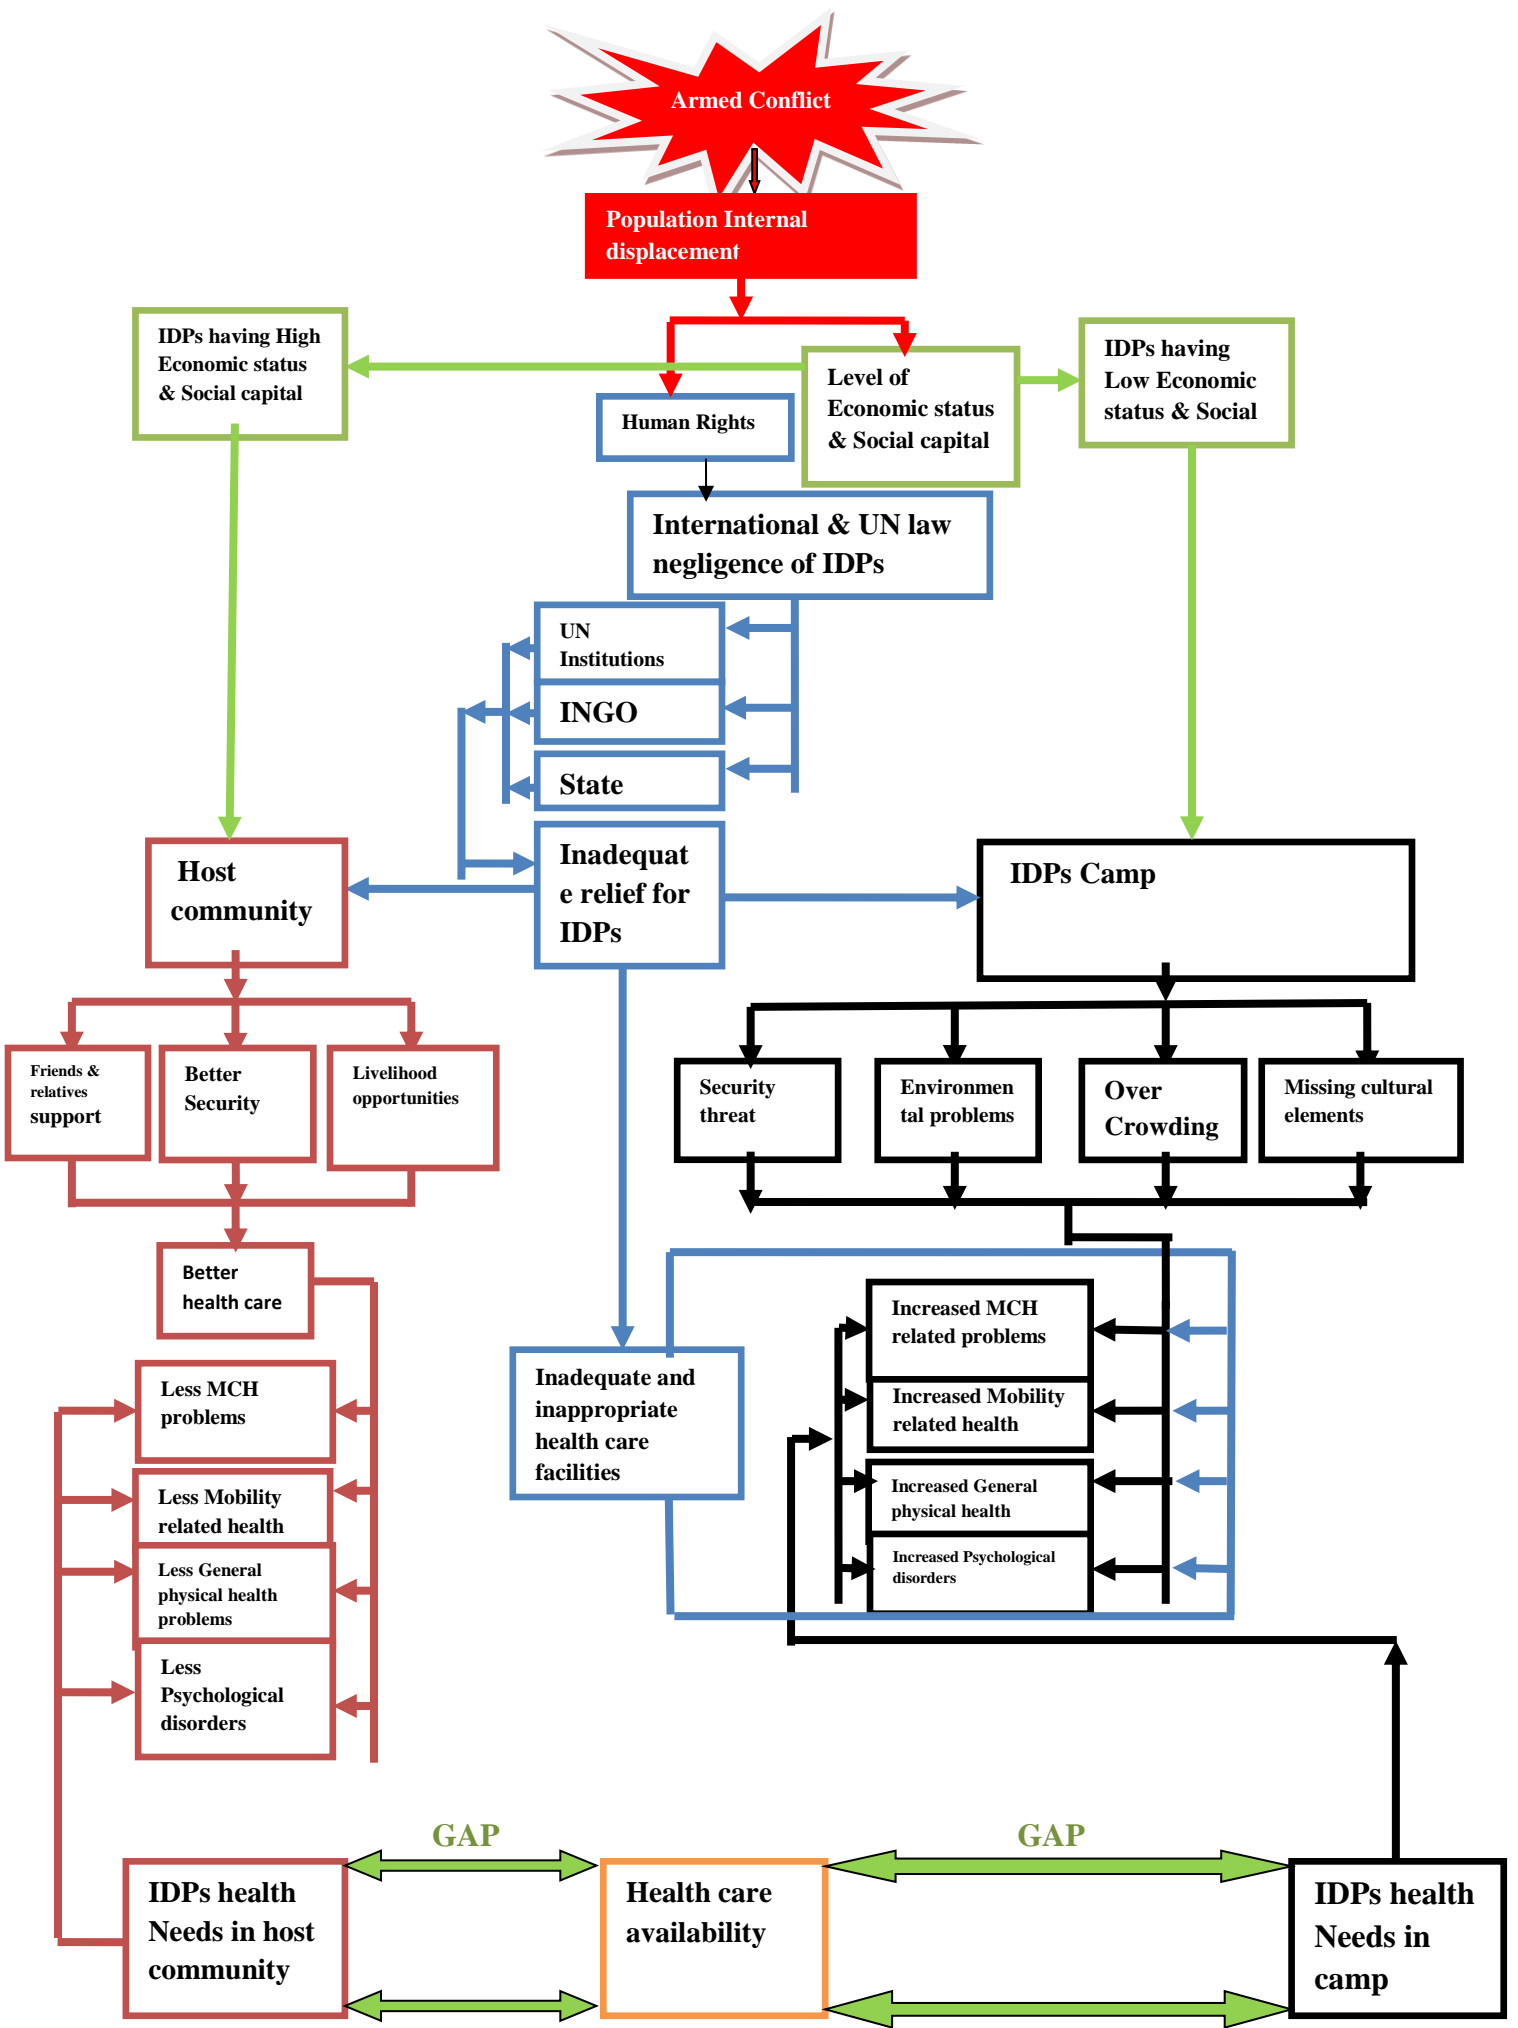 Armed Conflict
Population Internal
displacement
IDPs having High
Economic status
& Social capital
Level of
Economic status
& Social capital
IDPs having
Low Economic
status & Social
Human Rights
International & UN law
negligence of IDPs
UN
Institutions
INGO
State
Inadequat
e relief for
IDPs
Host
community
IDPs Camp
Friends &
relatives
support
Better
Security
Livelihood
opportunities
Security
threat
Environmen
tal problems
Over
Crowding
Missing cultural
elements
Better
health care
Less MCH
problems
Less Mobility
related health
Less General
physical health
problems
Less
Psychological
disorders
Inadequate and
inappropriate
health care
facilities
Increased MCH
related problems
Increased Mobility
related health
Increased General
physical health
Increased Psychological
disorders
GAP
GAP
IDPs health
Needs in host
community
Health care
availability
IDPs health
Needs in
camp